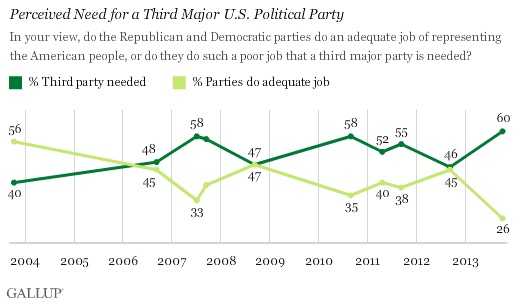 Perceived Need for a Third Major U.S. Political Party
In your view, do the Republican and Democratic parties do an adequate job of representing
the American people, or do they do such a poor job that a third major party is needed?
% Third party needed % Parties do adequate job
56 48 58 47 58 52 55 46 60
40 45 33 47 35 40 38 45 26
2004 2005 2006 2007 2008 2009 2010 2011 2012 2013
GALLUP